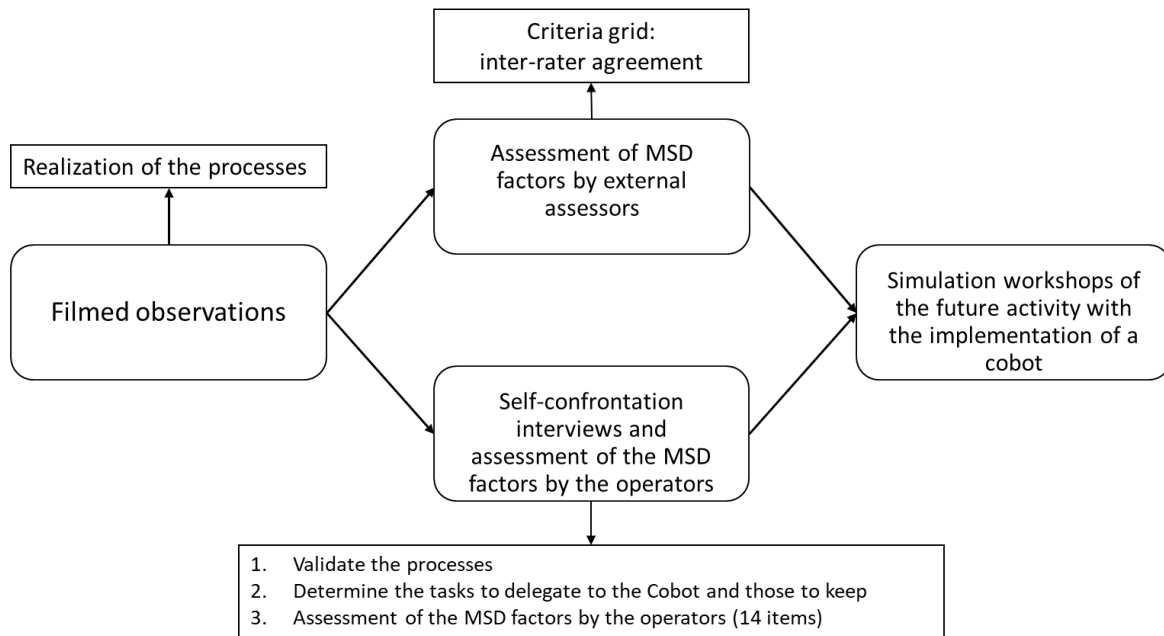 Criteria grid:
inter-rater agreement
Realization of the processes
Assessment of MSD
factors by external
assessors
Filmed observations
Simulation workshops of
the future activity with
the implementation of a
cobot
Self-confrontation
interviews and
assessment of the MSD
factors by the operators
1. Validate the processes
2. Determine the tasks to delegate to the Cobot and those to keep
3. Assessment of the MSD factors by the operators (14 items)